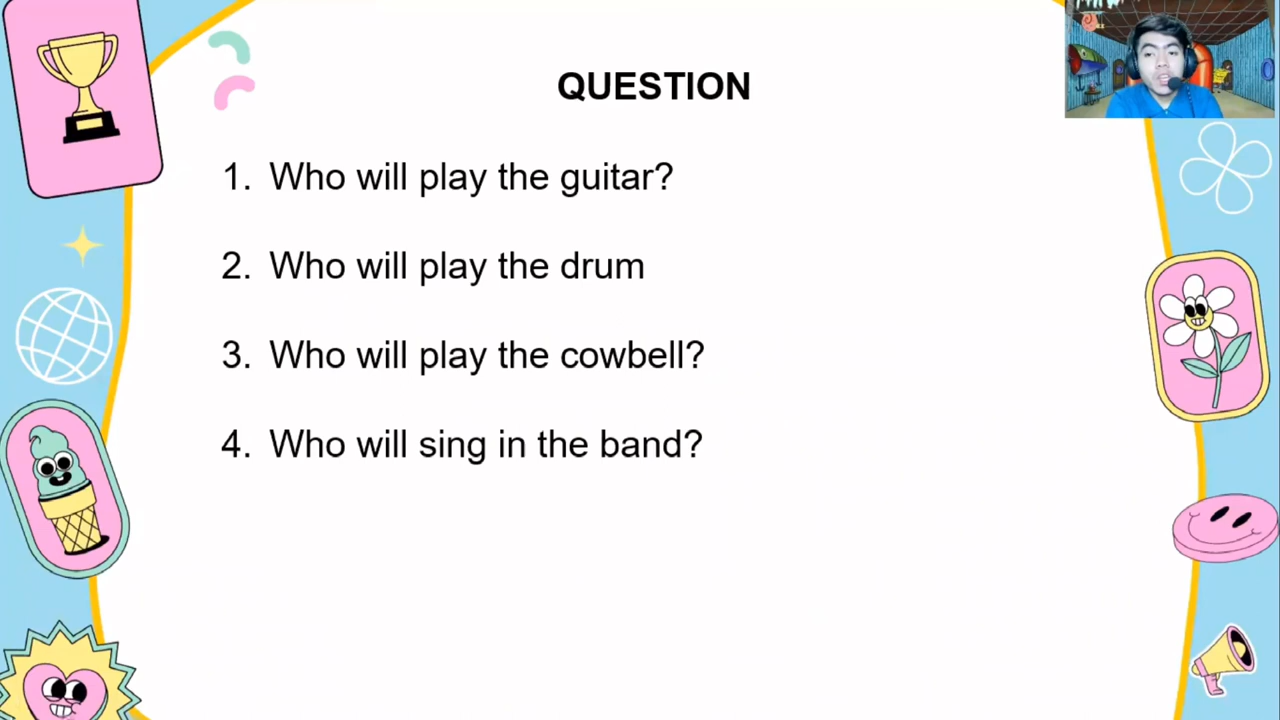 QUESTION
1. Who will play the guitar?
2. Who will play the drum
3. Who will play the cowbell?
4. Who will sing in the band?